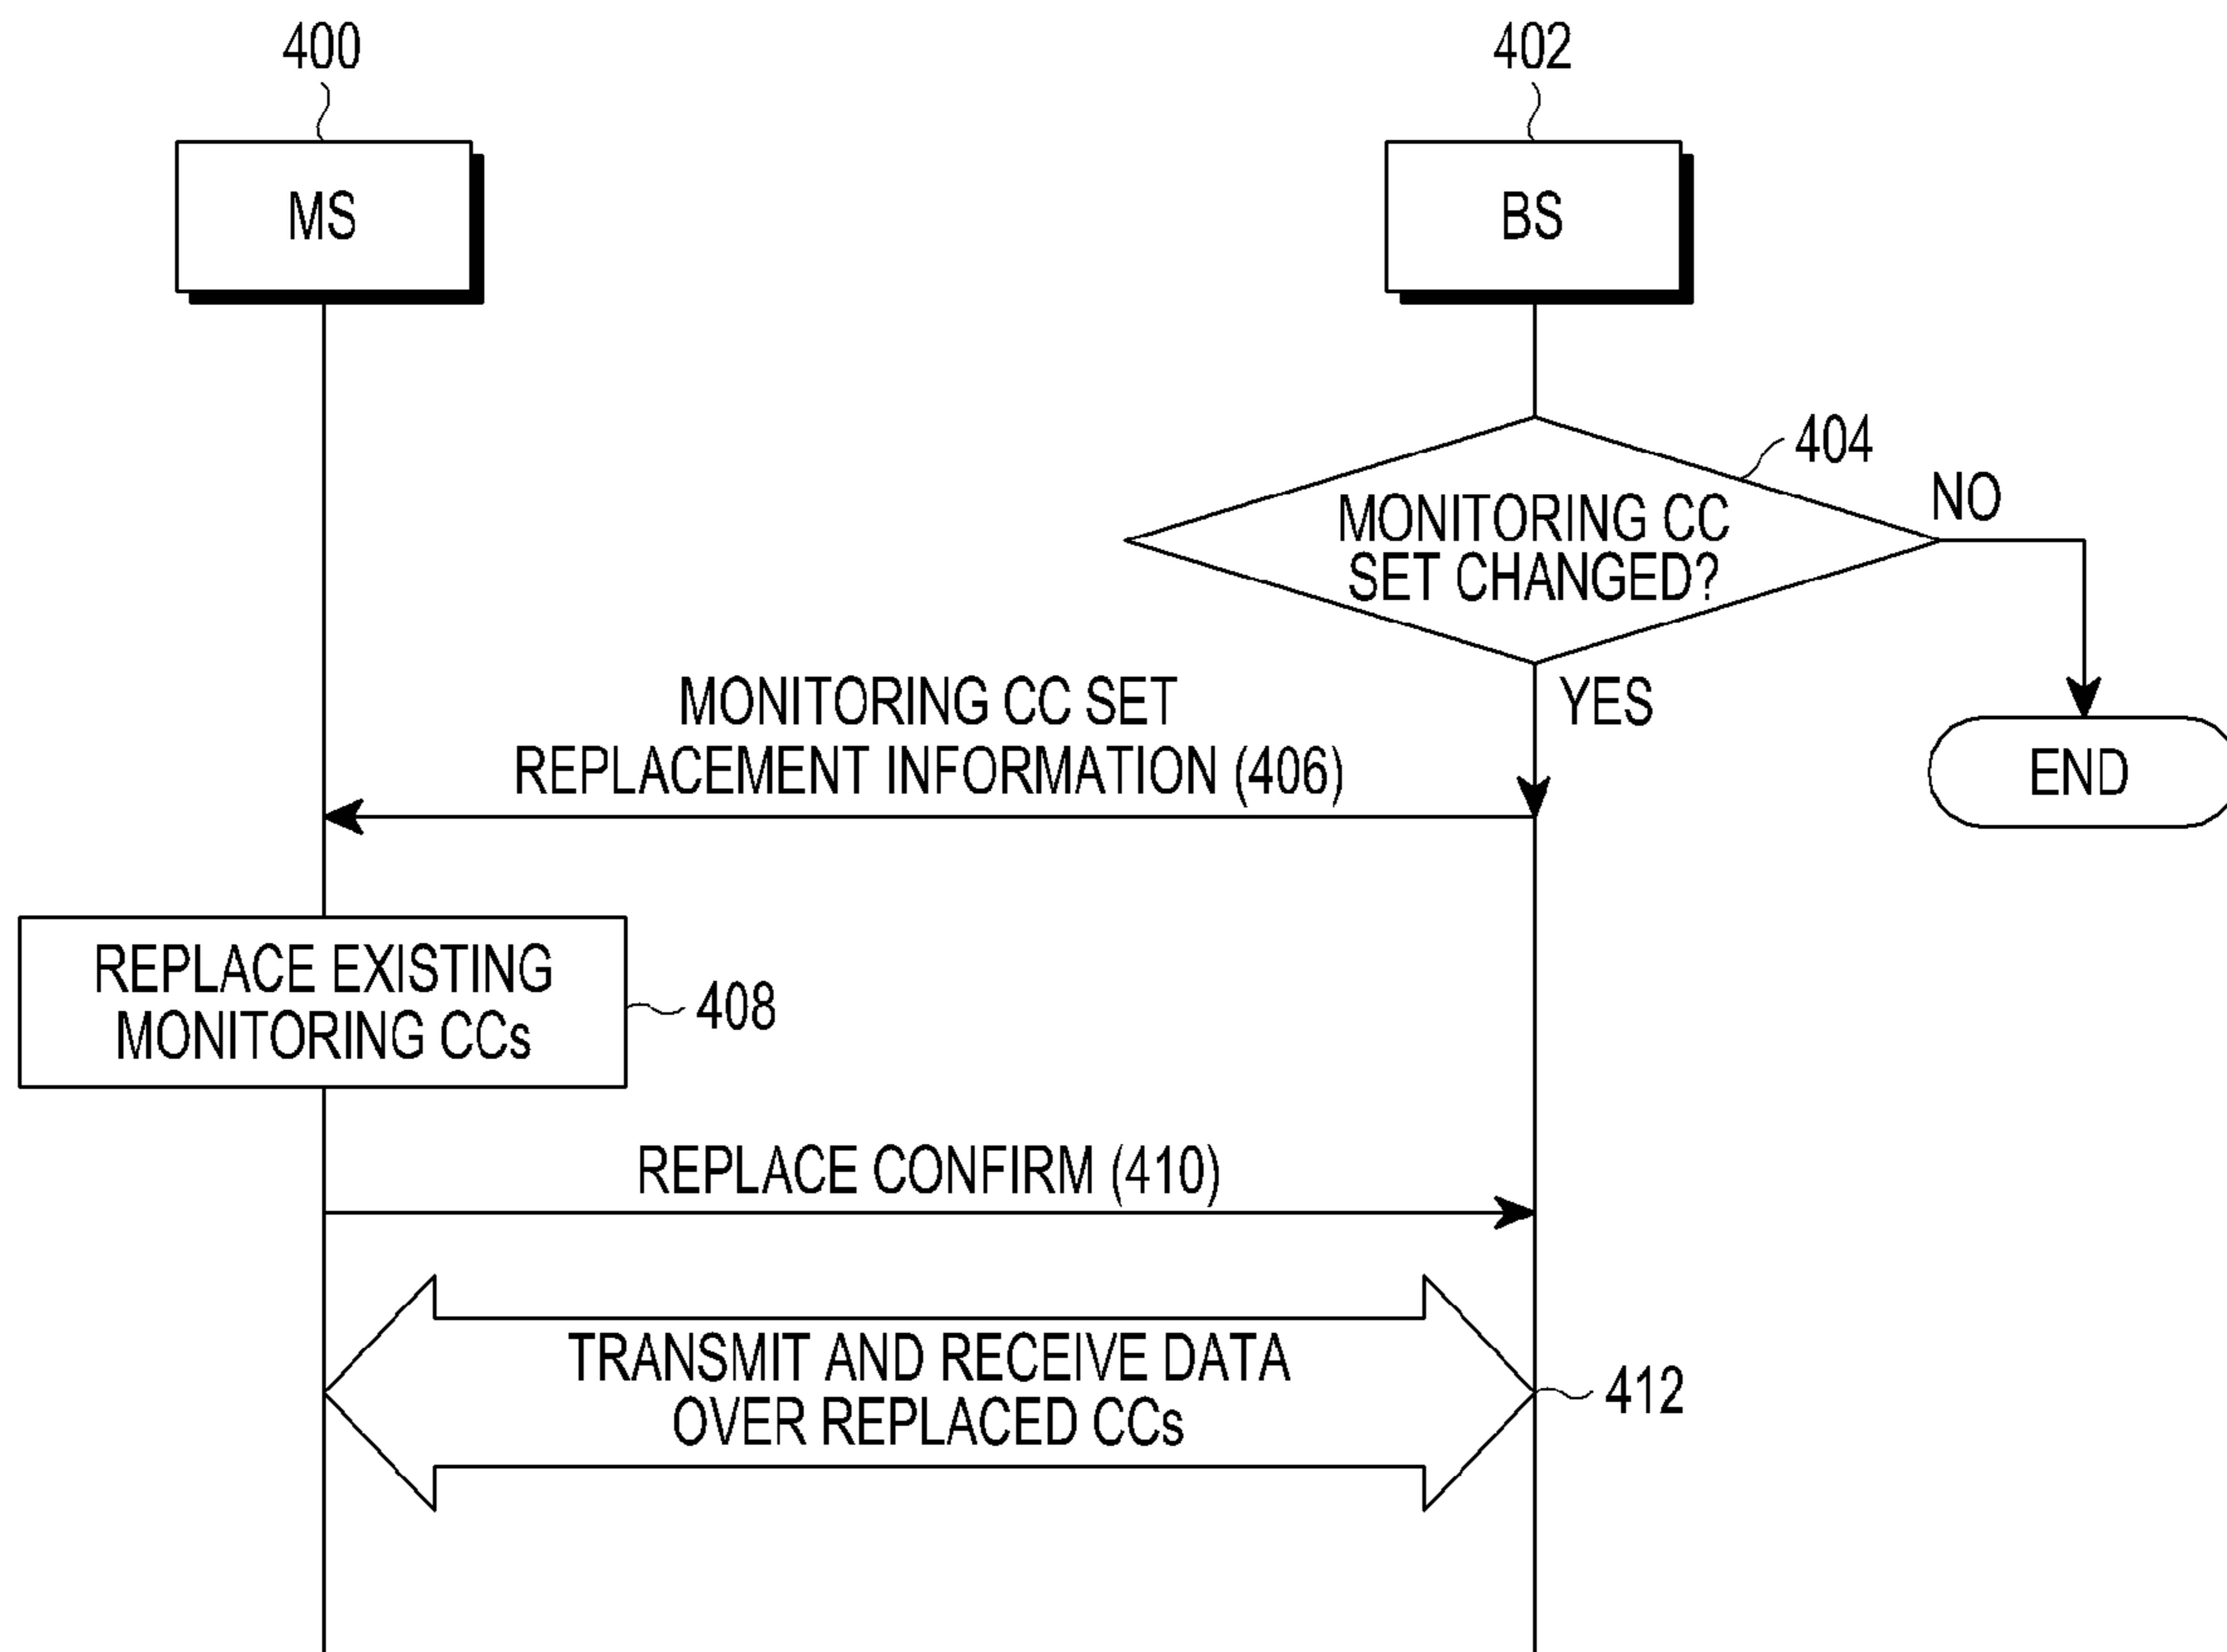 400
402
MS
BS
404
MONITORING CC
SET CHANGED?
NO
MONITORING CC SET
REPLACEMENT INFORMATION (406)
YES
END
REPLACE EXISTING
MONITORING CCs
408
REPLACE CONFIRM (410)
TRANSMIT AND RECEIVE DATA
OVER REPLACED CCs
412